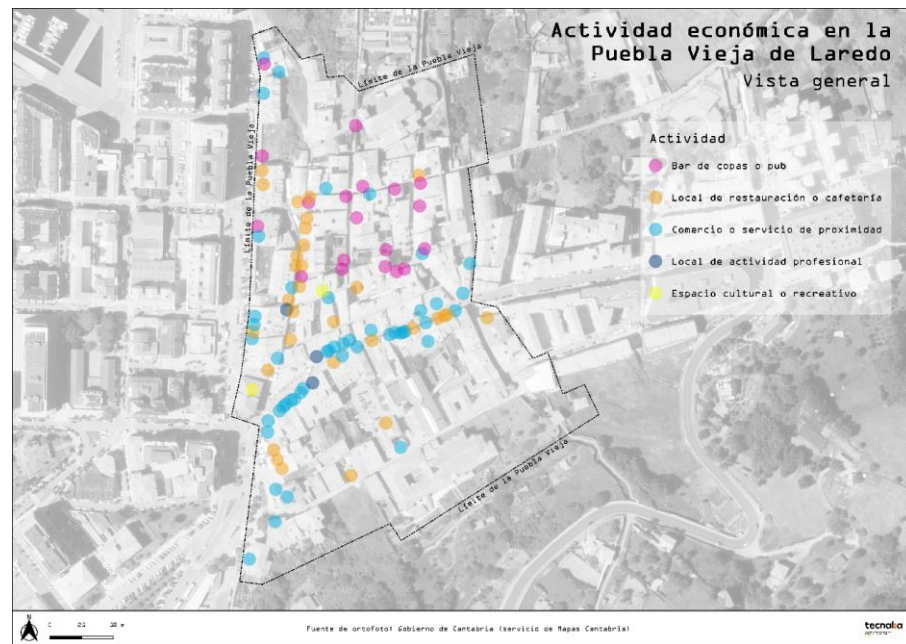 Actividad económica en la
Puebla Vieja de Laredo
Vista general
Límite de la Puebla Vieja
Límite de la Puebla Vieja
Límite de la Puebla Vieja
Límite de la Puebla Vieja
Actividad
Bar de copas o pub
Local de restauración o cafetería
Comercio o servicio de proximidad
Local de actividad profesional
Espacio cultural o recreativo
N
0 25 50 m
Fuente de ortofoto: Gobierno de Cantabria (servicio de Mapas Cantabria)
tecnalia